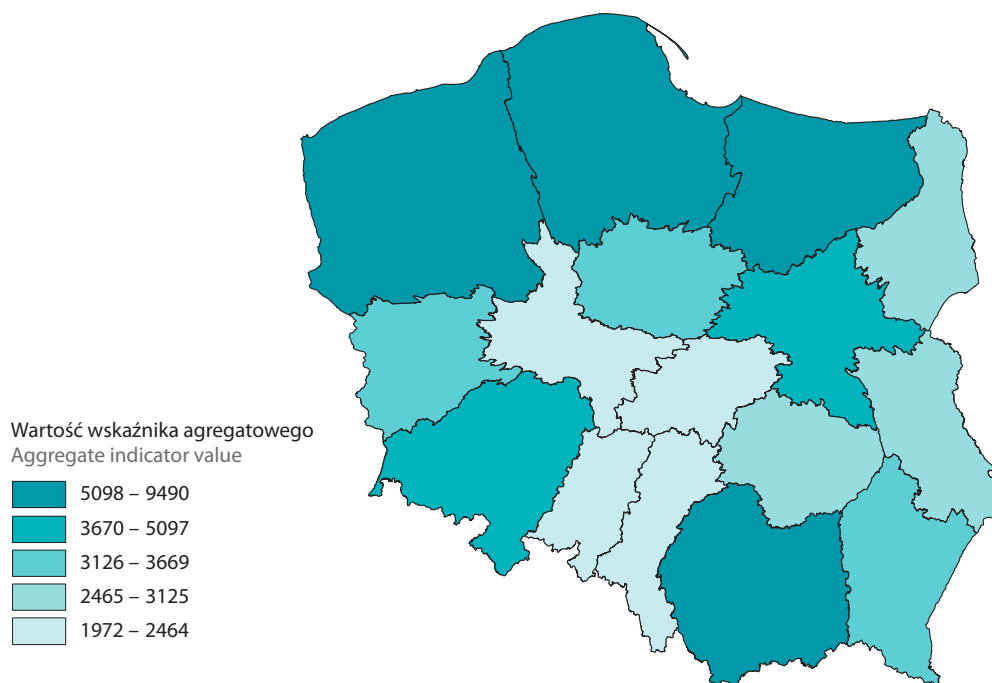 Wartość wskaźnika agregatowego
Aggregate indicator value
5098 – 9490
3670 – 5097
3126 – 3669
2465 – 3125
1972 – 2464